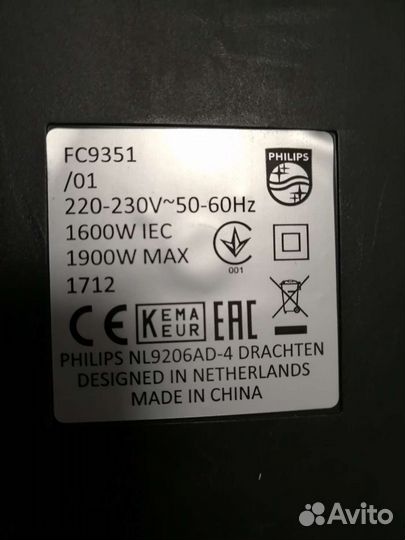 FC9351
/01
220-230V~50-60Hz
1600W IEC
1900W MAX
1712
PHILIPS
001
CE KEMA KEUR EAC
PHILIPS NL9206AD-4 DRACHTEN
DESIGNED IN NETHERLANDS
MADE IN CHINA
Avito